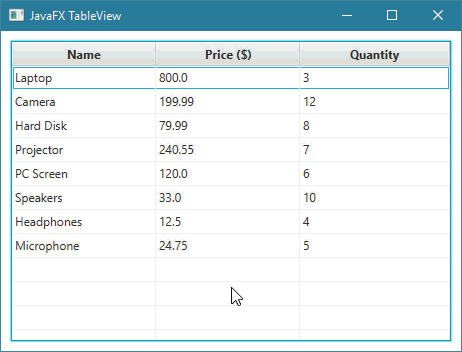 JavaFX TableView
Name Price ($) Quantity
Laptop 800.0 3
Camera 199.99 12
Hard Disk 79.99 8
Projector 240.55 7
PC Screen 120.0 6
Speakers 33.0 10
Headphones 12.5 4
Microphone 24.75 5